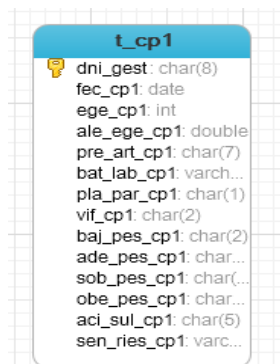 t_cp1
dni_gest: char(8)
fec_cp1: date
ege_cp1: int
ale_ege_cp1: double
pre_art_cp1: char(7)
bat_lab_cp1: varch...
pla_par_cp1: char(1)
vif_cp1: char(2)
baj_pes_cp1: char(2)
ade_pes_cp1: char...
sob_pes_cp1: char(...
obe_pes_cp1: char...
aci_sul_cp1: char(5)
sen_ries_cp1: varc...